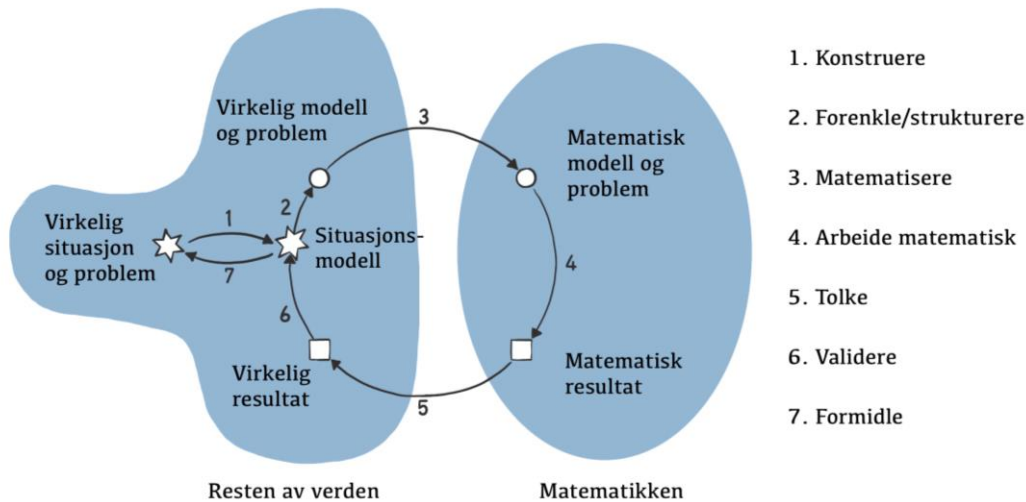 Virkelig modell
og problem
3
Matematisk
modell og
problem
2
1
Virkelig
situasjon
og problem
Situasjons-
modell
7
4
6
Virkelig
resultat
Matematisk
resultat
5
Resten av verden
Matematikken
1. Konstruere
2. Forenkle/strukturere
3. Matematisere
4. Arbeide matematisk
5. Tolke
6. Validere
7. Formidle